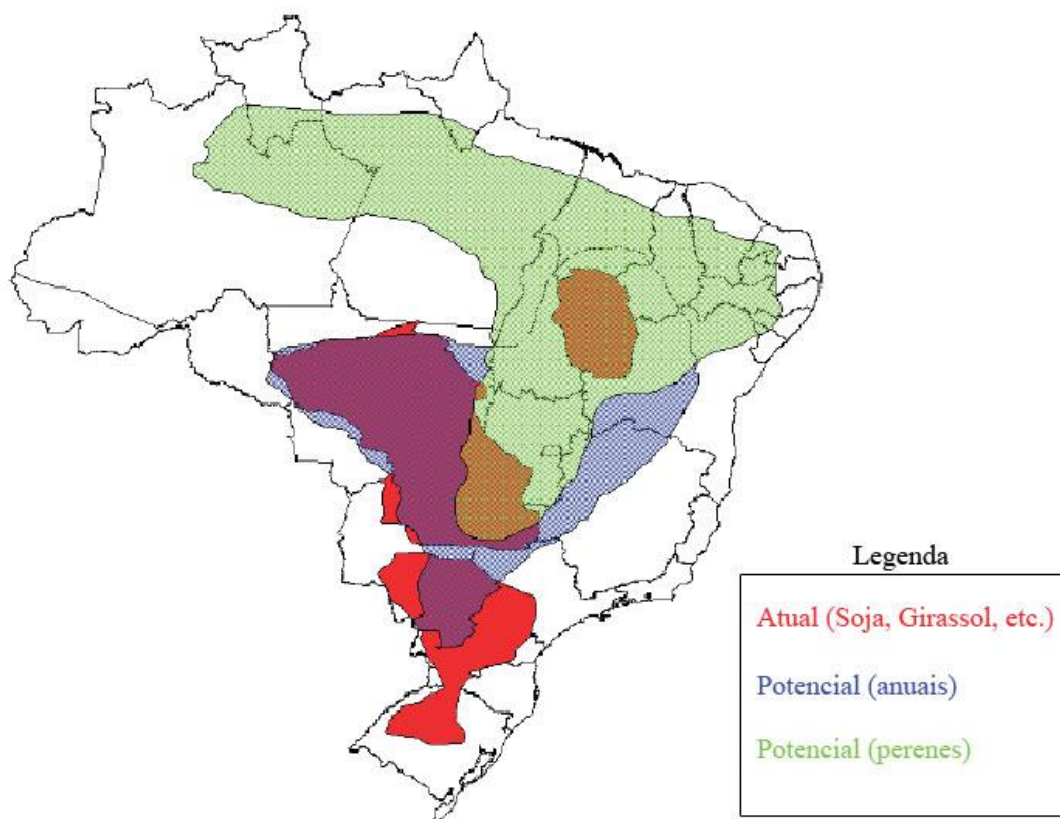 Legenda
Atual (Soja, Girassol, etc.)
Potencial (anuais)
Potencial (perenes)